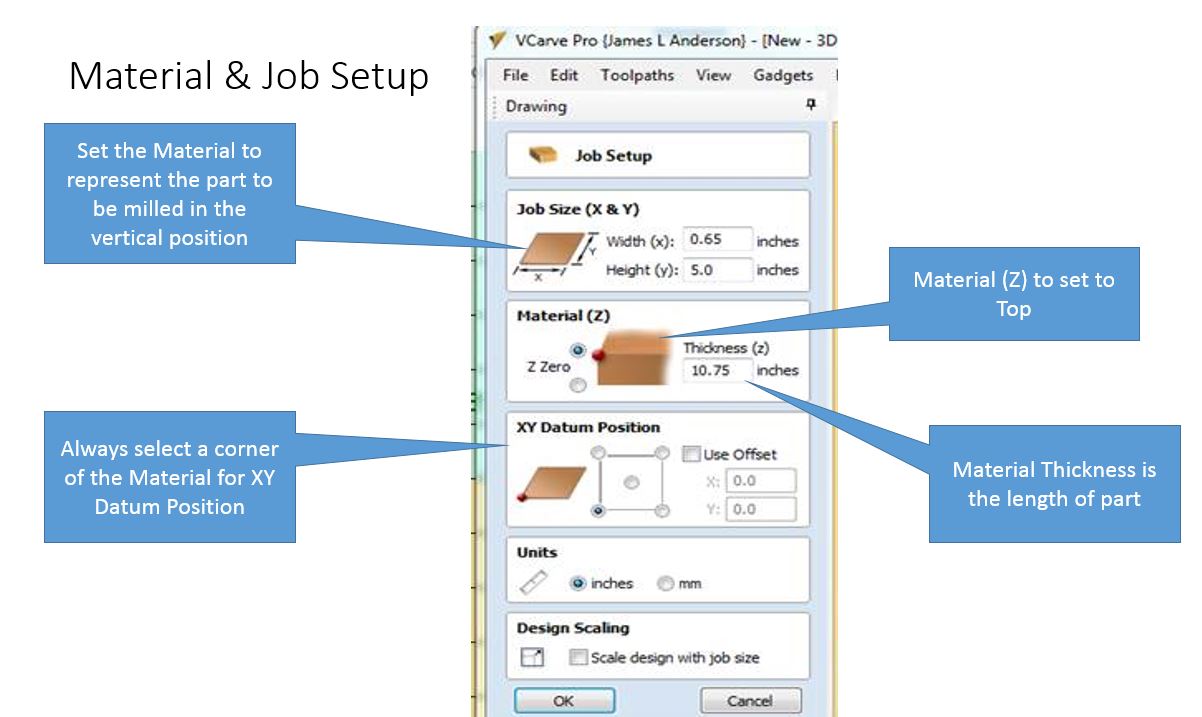 Material & Job Setup
Set the Material to
represent the part to
be milled in the
vertical position
Always select a corner
of the Material for XY
Datum Position
VCarve Pro {James L Anderson} - [New - 3D
File Edit Toolpaths View Gadgets
Drawing
Job Setup
Job Size (X & Y)
Width (x): 0.65 inches
Height (y): 5.0 inches
Y
X
Material (Z)
Thickness (z)
Z Zero
10.75 inches
XY Datum Position
Use Offset
X: 0.0
Y: 0.0
Units
inches mm
Design Scaling
Scale design with job size
OK Cancel
Material (Z) to set to
Top
Material Thickness is
the length of part